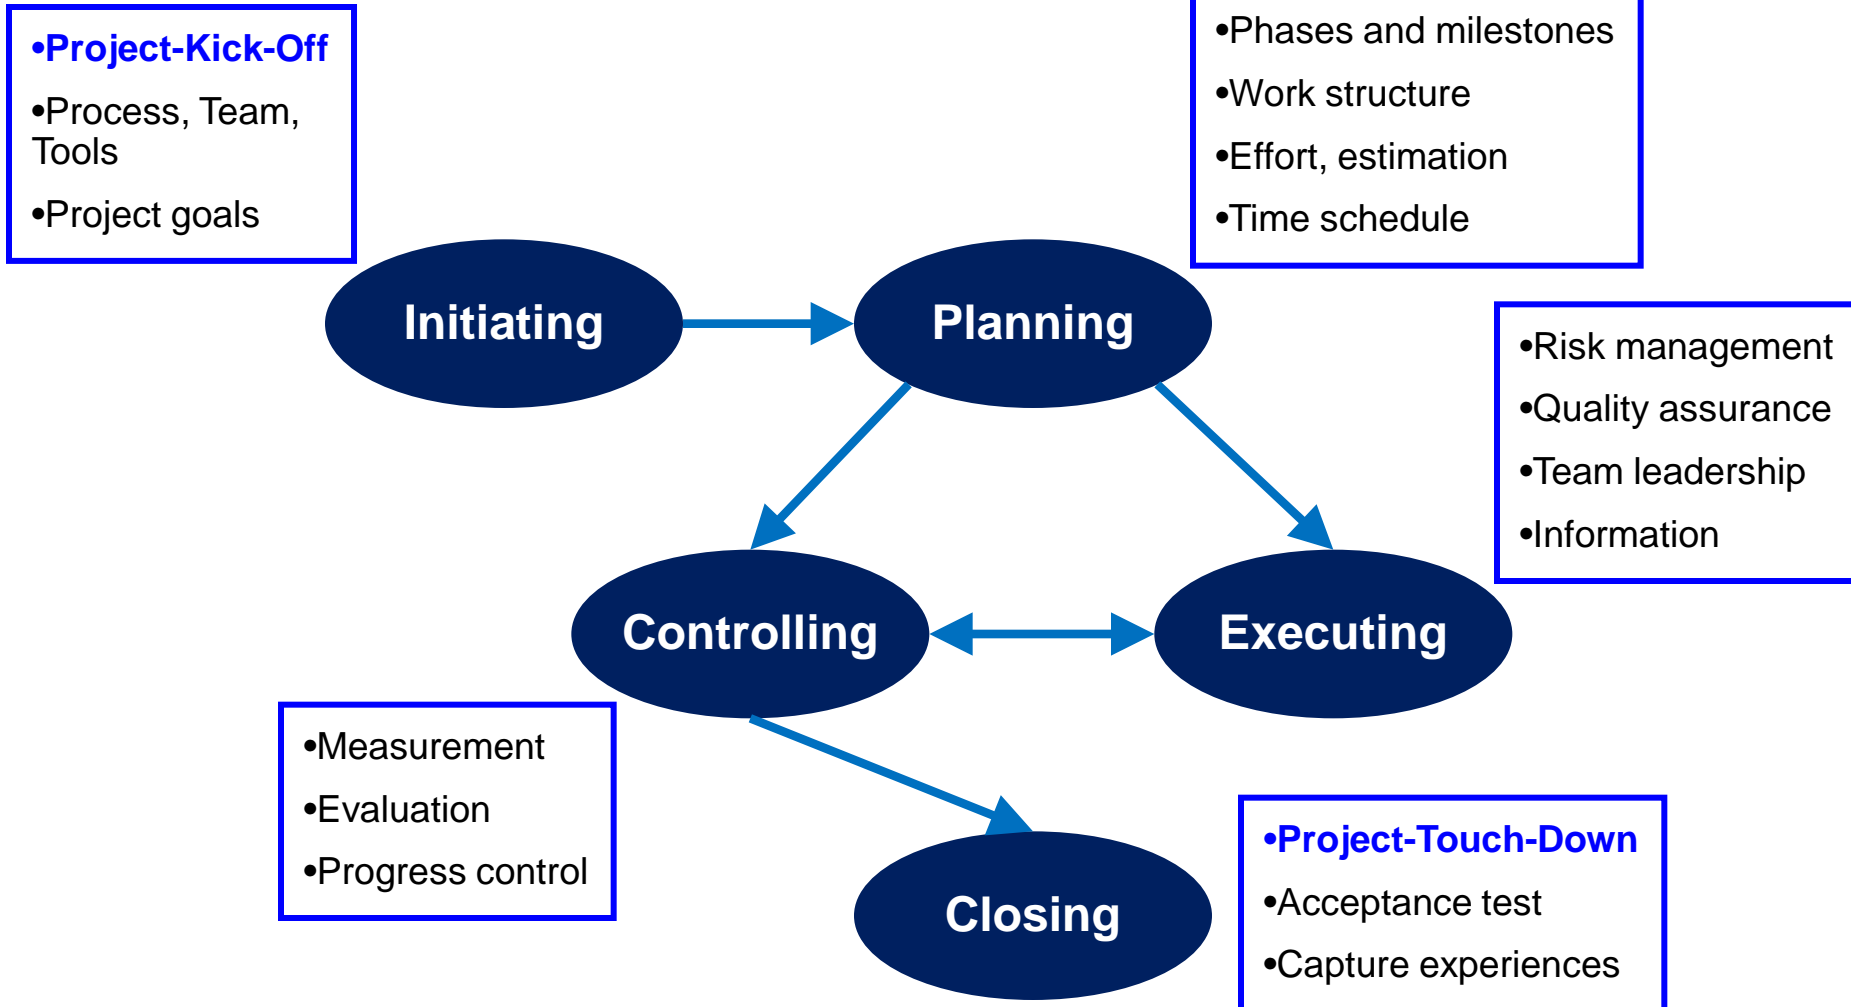 •Project-Kick-Off
•Process, Team,
Tools
•Project goals
•Phases and milestones
•Work structure
•Effort, estimation
•Time schedule
Initiating
Planning
•Risk management
•Quality assurance
•Team leadership
•Information
Controlling
Executing
•Measurement
•Evaluation
•Progress control
Closing
•Project-Touch-Down
•Acceptance test
•Capture experiences